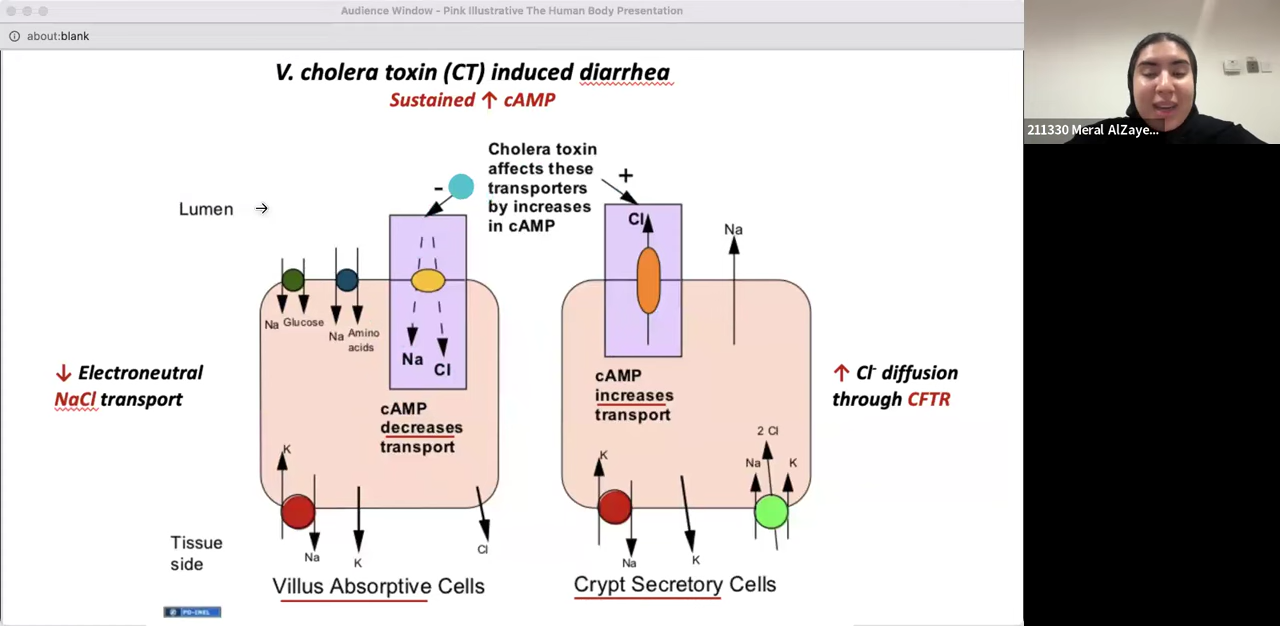 Audience Window - Pink Illustrative The Human Body Presentation
about:blank
V. cholera toxin (CT) induced diarrhea
Sustained ↑ cAMP
Cholera toxin
affects these
transporters
by increases
in cAMP
-
+
Lumen →
Cl
Na
Na
Glucose
Na
Amino
acids
Na
Cl
↓ Electroneutral
NaCl transport
cAMP
decreases
transport
cAMP
increases
transport
↑ Cl⁻ diffusion
through CFTR
K
Na
K
Cl
K
Na
K
2 Cl
Na
K
Tissue
side
Villus Absorptive Cells
Crypt Secretory Cells
211330 Meral AlZaye...